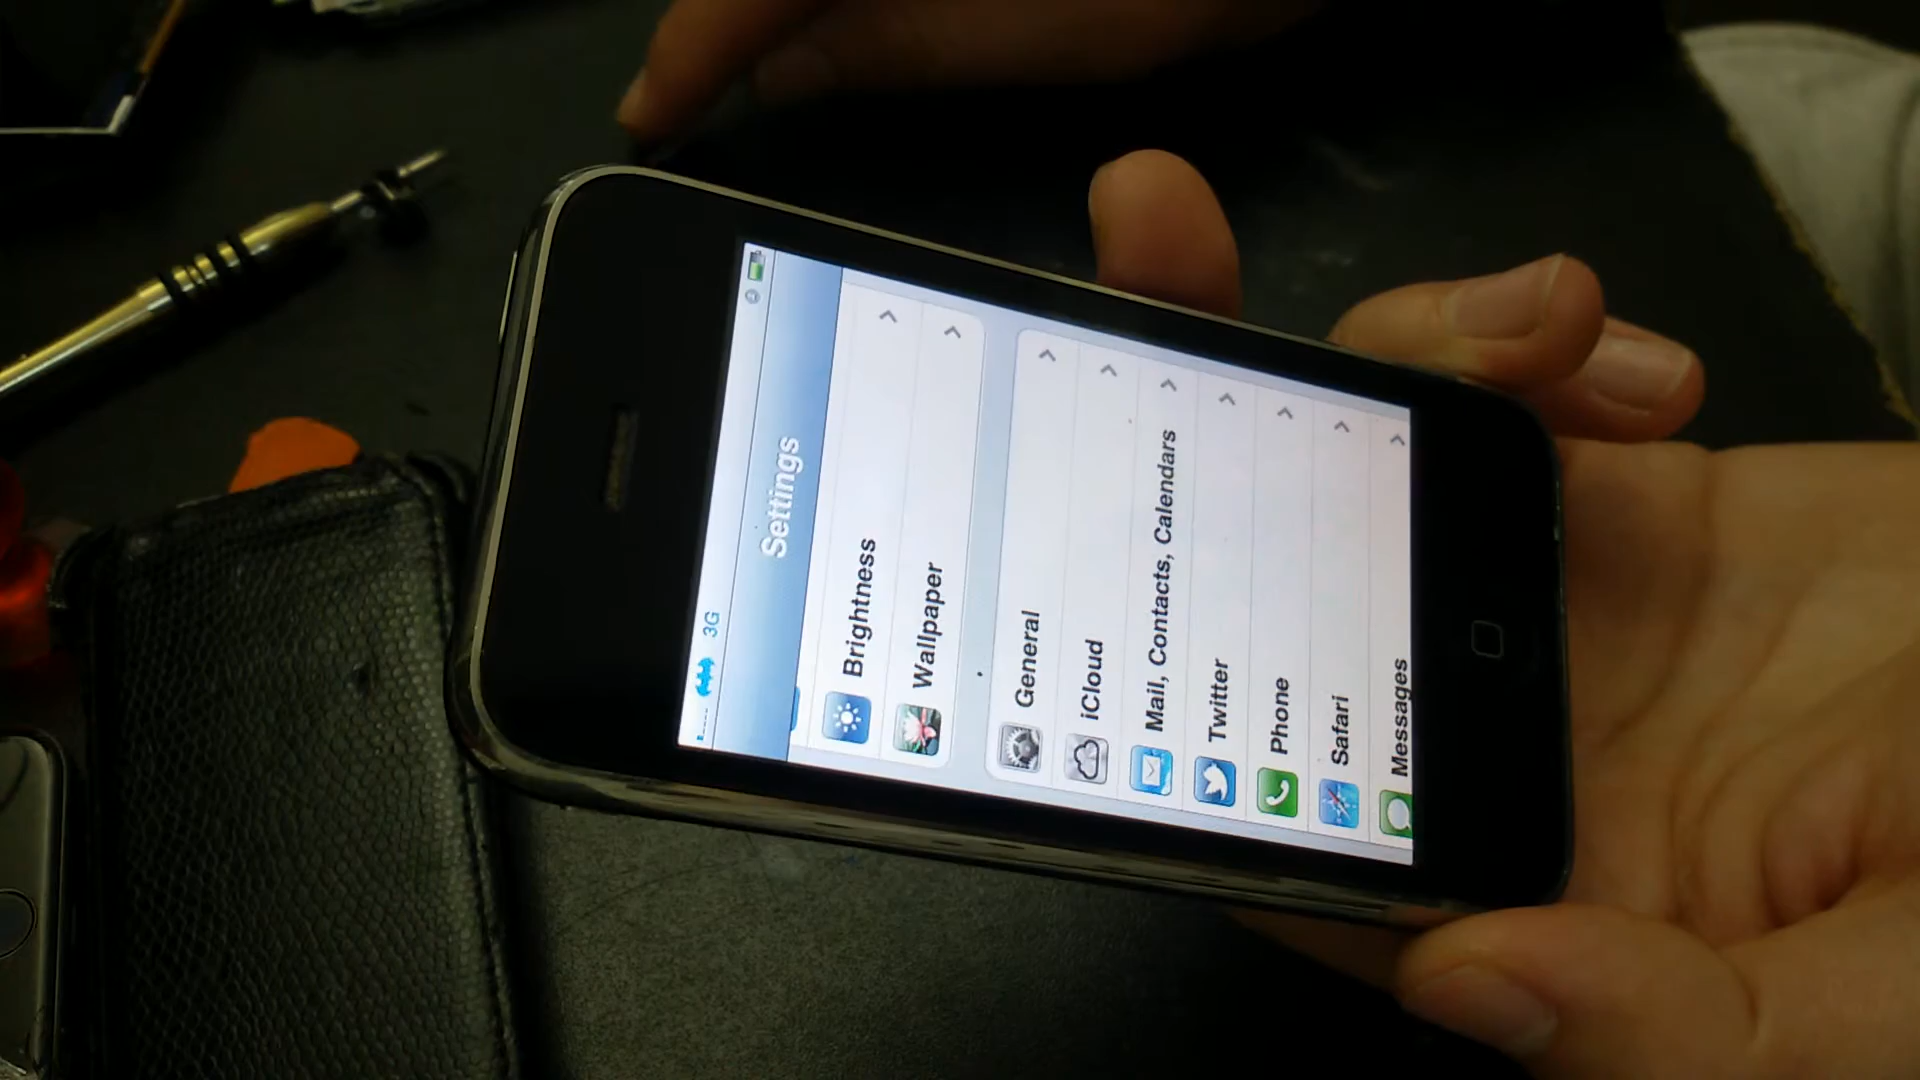 3G
Settings
Brightness
Wallpaper
General
iCloud
Mail, Contacts, Calendars
Twitter
Phone
Safari
Messages